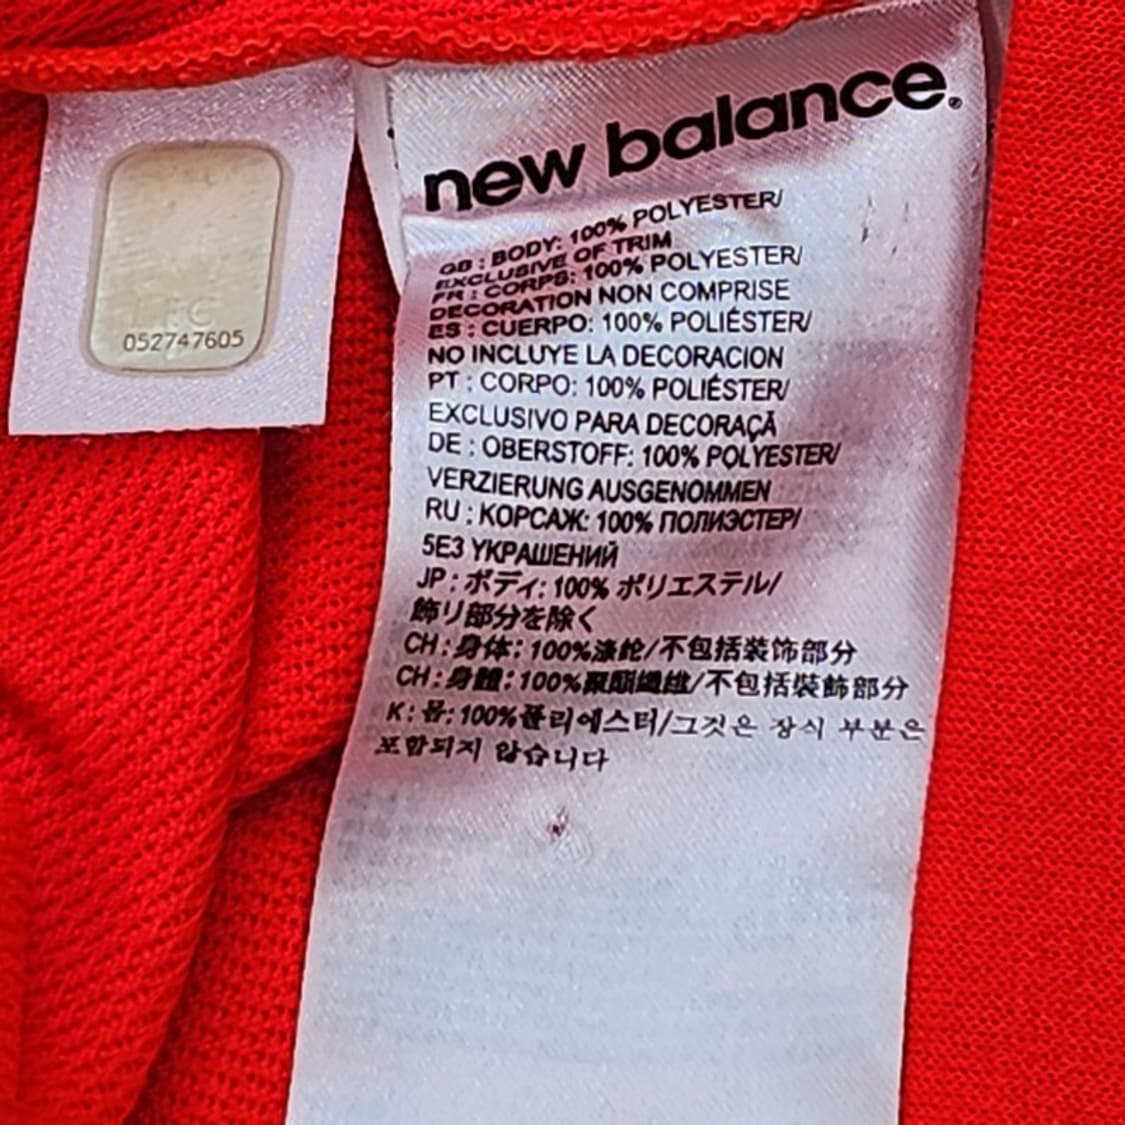 LFC
052747605
new balance®
GB : BODY: 100% POLYESTER/
EXCLUSIVE OF TRIM
FR : CORPS: 100% POLYESTER/
DECORATION NON COMPRISE
ES : CUERPO: 100% POLIÉSTER/
NO INCLUYE LA DECORACION
PT : CORPO: 100% POLIÉSTER/
EXCLUSIVO PARA DECORAÇÃ
DE : OBERSTOFF: 100% POLYESTER/
VERZIERUNG AUSGENOMMEN
RU : КОРСАЖ: 100% ПОЛИЭСТЕР/
5E3 УКРАШЕНИЙ
JP : ボディ: 100% ポリエステル/
飾り部分を除く
CH : 身体: 100%涤纶/不包括装饰部分
CH : 身體: 100%聚酯纖維/不包括裝飾部分
K : 몸: 100%폴리에스터/그것은 장식 부분은
포함되지 않습니다